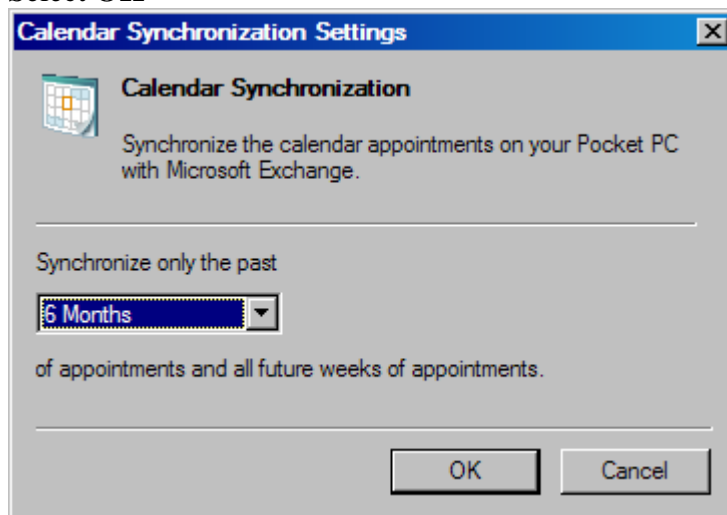 Calendar Synchronization Settings
Calendar Synchronization
Synchronize the calendar appointments on your Pocket PC
with Microsoft Exchange.
Synchronize only the past
6 Months
of appointments and all future weeks of appointments.
OK Cancel